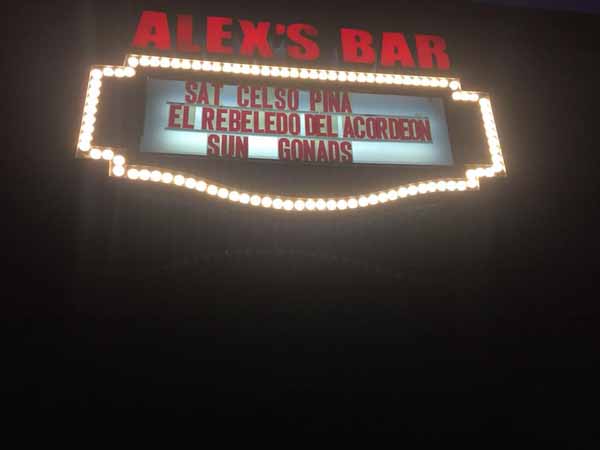 ALEX'S BAR
SAT CELSO PINA
EL REBELEDO DEL ACORDEON
SUN GONADS